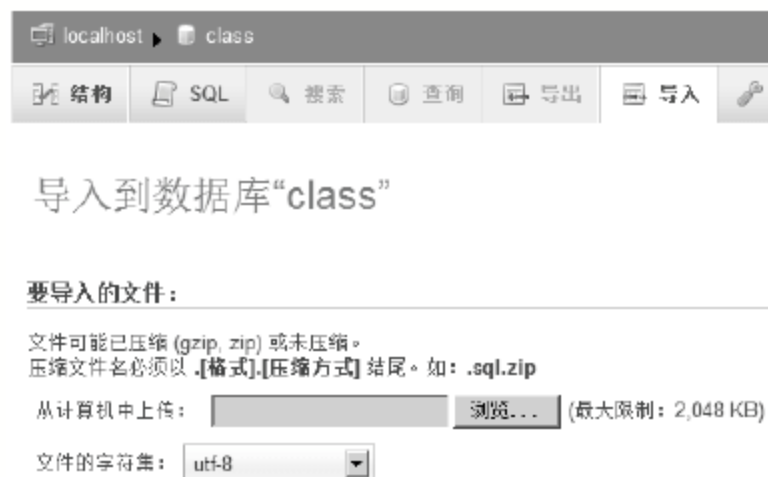 localhost ▸ class
结构 SQL 搜索 查询 导出 导入
导入到数据库“class”
要导入的文件：
文件可能已压缩 (gzip, zip) 或未压缩。
压缩文件名必须以 .[格式].[压缩方式] 结尾。如：.sql.zip
从计算机中上传： 浏览... (最大限制：2,048 KB)
文件的字符集： utf-8